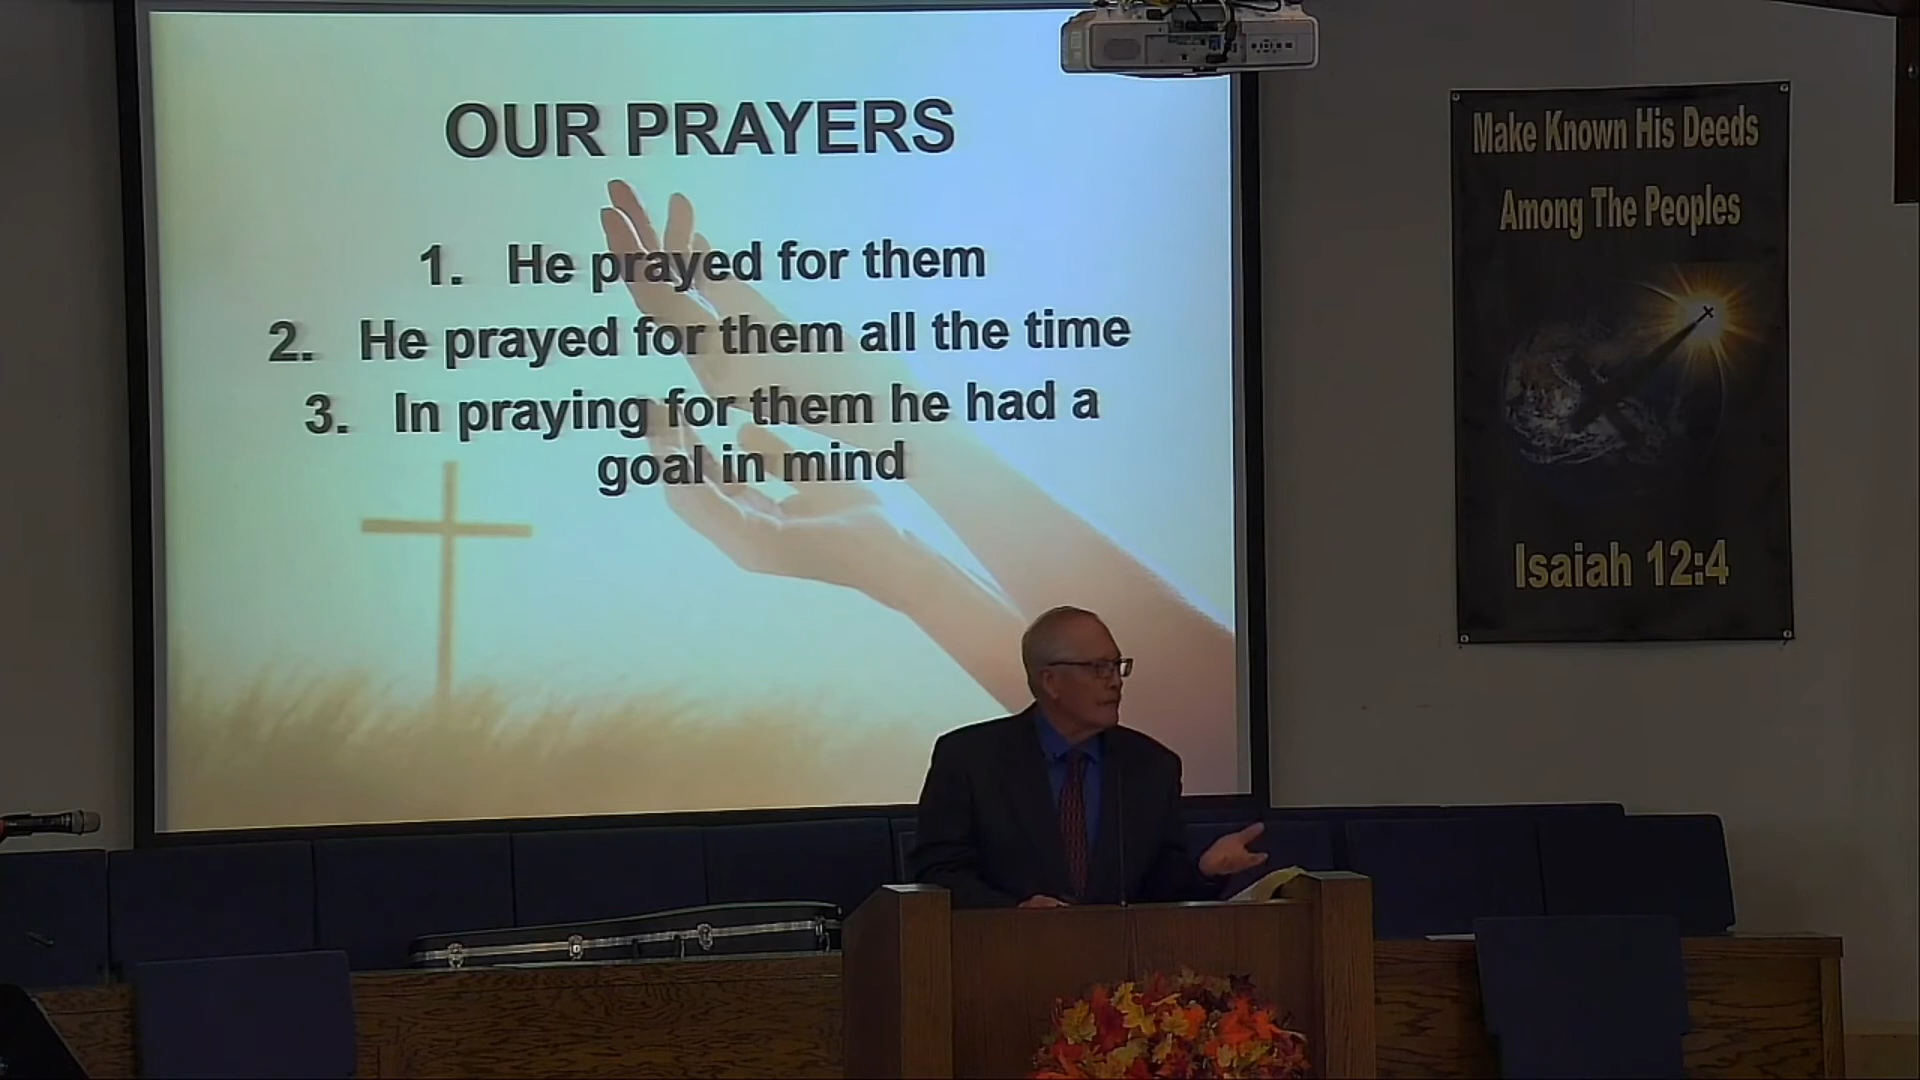 OUR PRAYERS
1. He prayed for them
2. He prayed for them all the time
3. In praying for them he had a
goal in mind
Make Known His Deeds
Among The Peoples
Isaiah 12:4